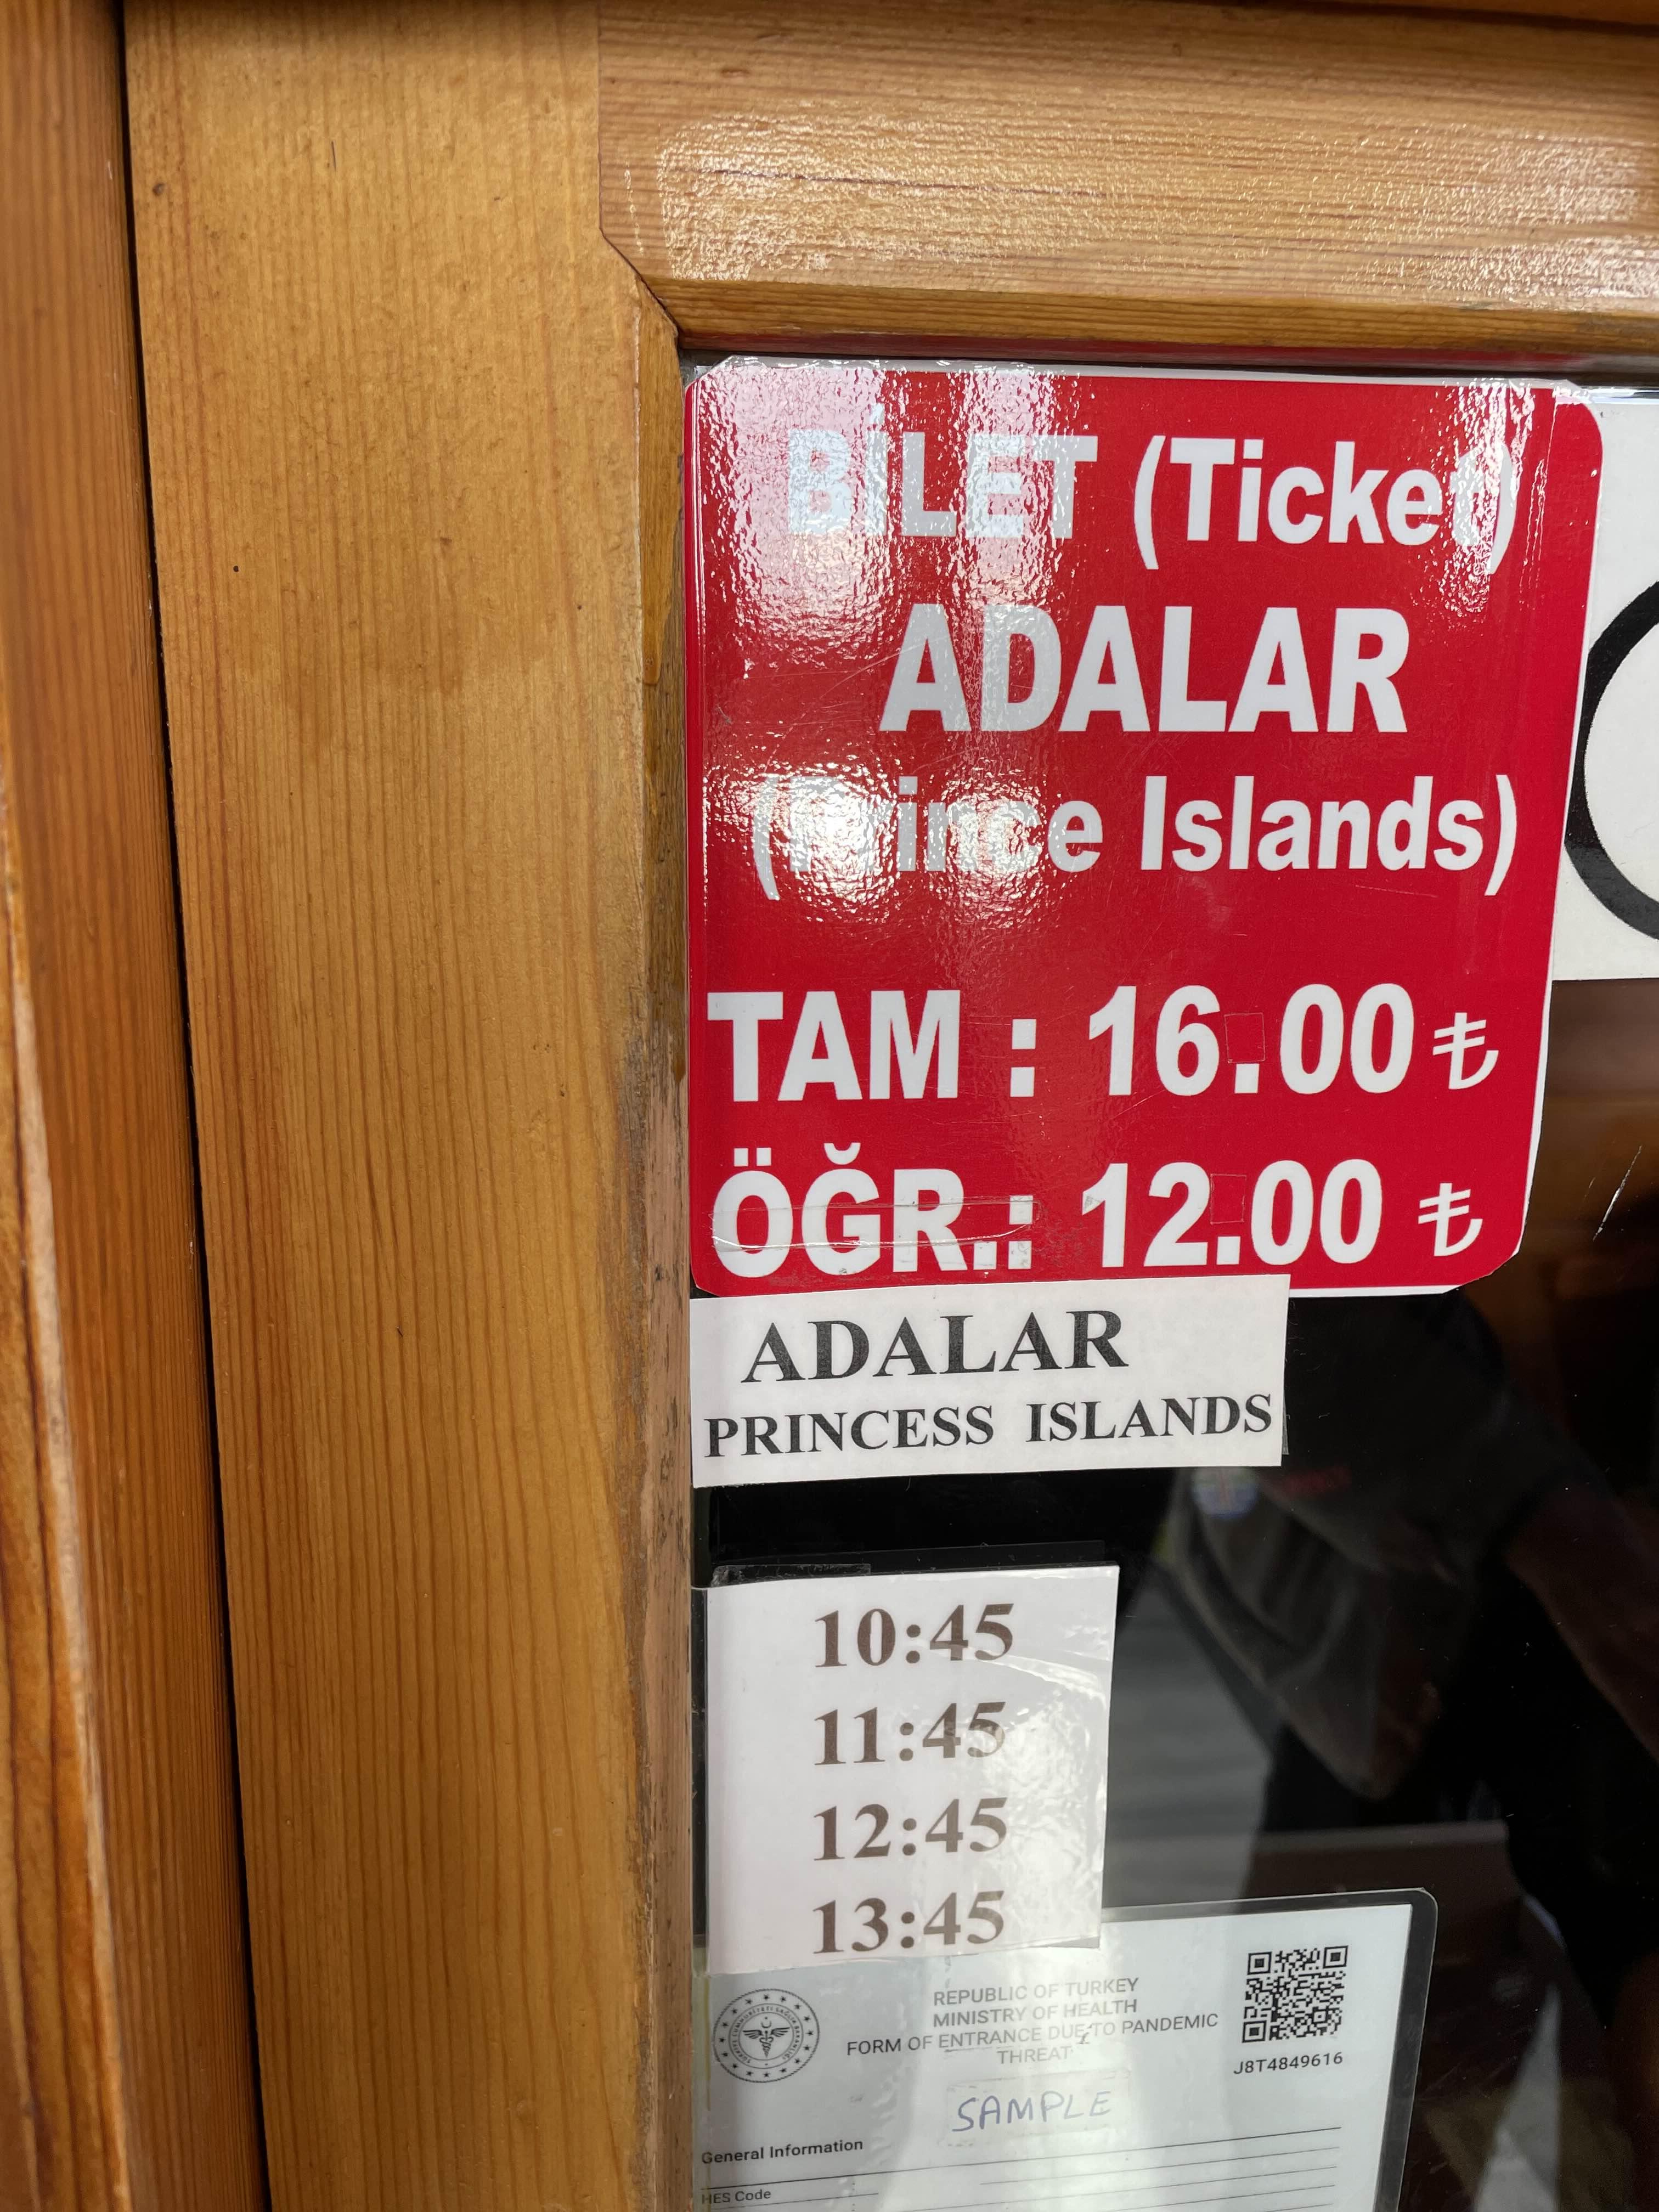 BİLET (Ticket)
ADALAR
(Prince Islands)
TAM : 16.00 ₺
ÖĞR.: 12.00 ₺
ADALAR
PRINCESS ISLANDS
10:45
11:45
12:45
13:45
REPUBLIC OF TURKEY
MINISTRY OF HEALTH
FORM OF ENTRANCE DUE TO PANDEMIC
THREAT
J8T4849616
SAMPLE
General Information
HES Code